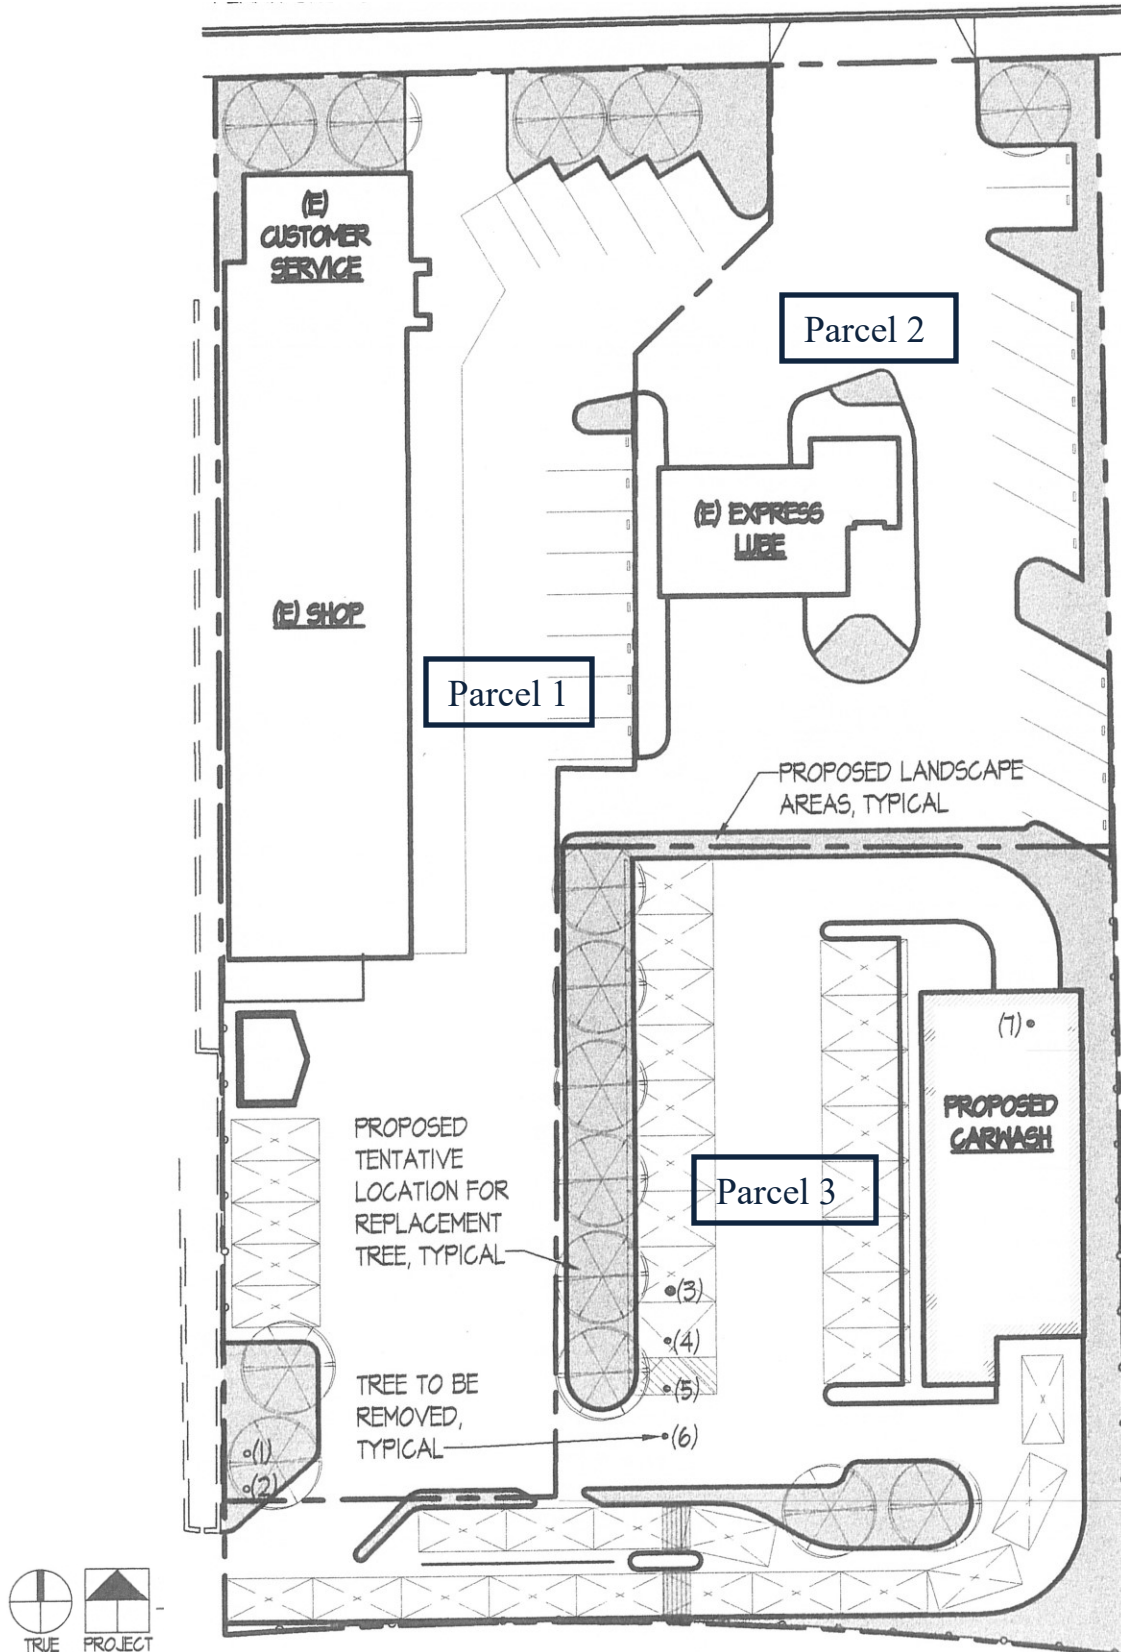 (E)
CUSTOMER
SERVICE
Parcel 2
(E) EXPRESS
LUBE
(E) SHOP
Parcel 1
PROPOSED LANDSCAPE
AREAS, TYPICAL
(7)
PROPOSED
CARWASH
PROPOSED
TENTATIVE
LOCATION FOR
REPLACEMENT
TREE, TYPICAL
Parcel 3
(3)
(4)
(5)
TREE TO BE
REMOVED,
TYPICAL
(6)
(1)
(2)
TRUE
PROJECT